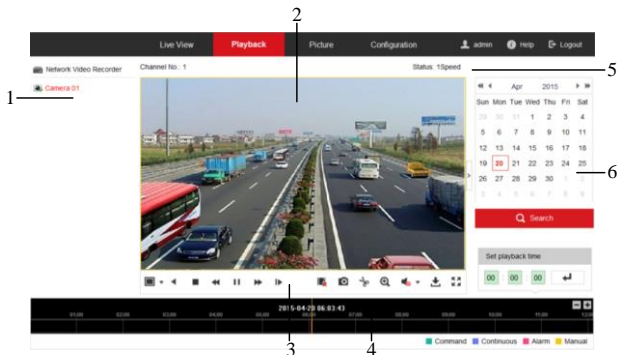 2
Live View Playback Picture Configuration admin Help Logout
Network Video Recorder Channel No.: 1 Status: 1Speed 5
1 Camera 01
Apr 2015
Sun Mon Tue Wed Thu Fri Sat
29 30 31 1 2 3 4
5 6 7 8 9 10 11
12 13 14 15 16 17 18
19 20 21 22 23 24 25
6
26 27 28 29 30 1 2
3 4 5 6 7 8 9
Search
Set playback time
00 00 00
2015-04-20 06:03:43
01:00 02:00 03:00 04:00 05:00 06:00 07:00 08:00 09:00 10:00 11:00
Command Continuous Alarm Manual
3 4